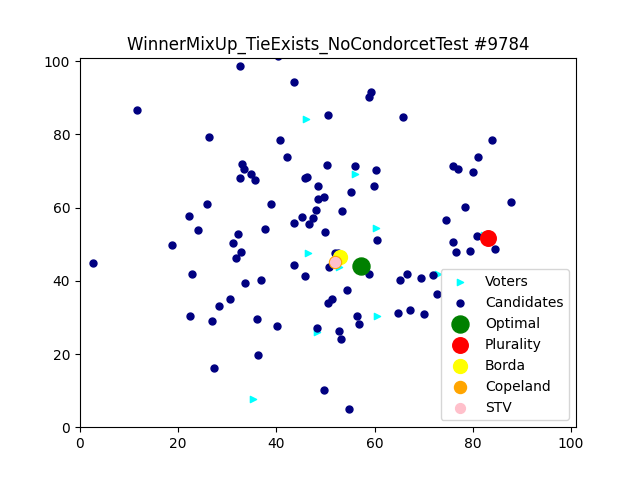 WinnerMixUp_TieExists_NoCondorcetTest #9784
100
80
60
40
20
0
0 20 40 60 80 100
Voters
Candidates
Optimal
Plurality
Borda
Copeland
STV